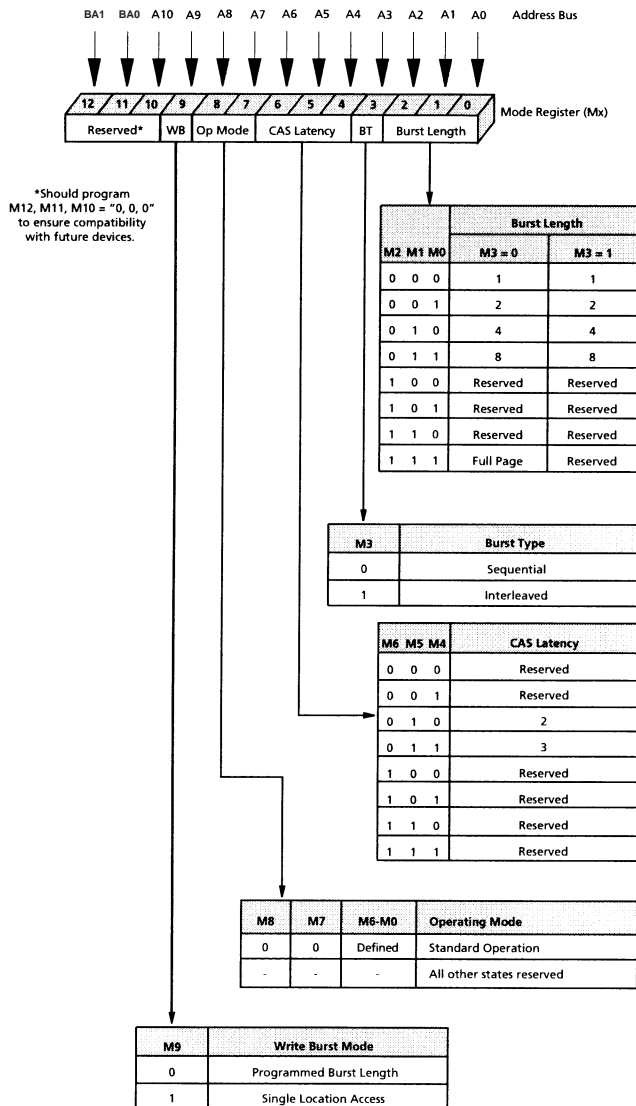 BA1 BA0 A10 A9 A8 A7 A6 A5 A4 A3 A2 A1 A0 Address Bus
12 11 10 9 8 7 6 5 4 3 2 1 0
Mode Register (Mx)
Reserved* WB Op Mode CAS Latency BT Burst Length
*Should program
M12, M11, M10 = "0, 0, 0"
to ensure compatibility
with future devices.
Burst Length
M2 M1 M0 M3 = 0 M3 = 1
0 0 0 1 1
0 0 1 2 2
0 1 0 4 4
0 1 1 8 8
1 0 0 Reserved Reserved
1 0 1 Reserved Reserved
1 1 0 Reserved Reserved
1 1 1 Full Page Reserved
M3 Burst Type
0 Sequential
1 Interleaved
M6 M5 M4 CAS Latency
0 0 0 Reserved
0 0 1 Reserved
0 1 0 2
0 1 1 3
1 0 0 Reserved
1 0 1 Reserved
1 1 0 Reserved
1 1 1 Reserved
M8 M7 M6-M0 Operating Mode
0 0 Defined Standard Operation
- - - All other states reserved
M9 Write Burst Mode
0 Programmed Burst Length
1 Single Location Access